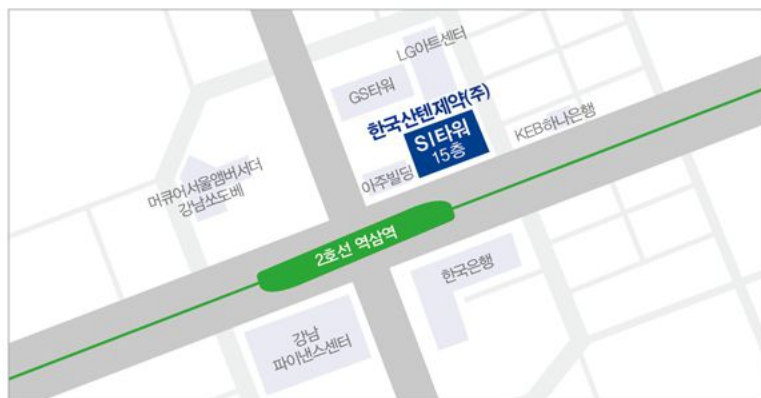 LG아트센터
GS타워
한국산텐제약(주)
SI타워
15층
KEB하나은행
아주빌딩
머큐어서울앰버서더
강남쏘도베
2호선 역삼역
한국은행
강남
파이낸스센터